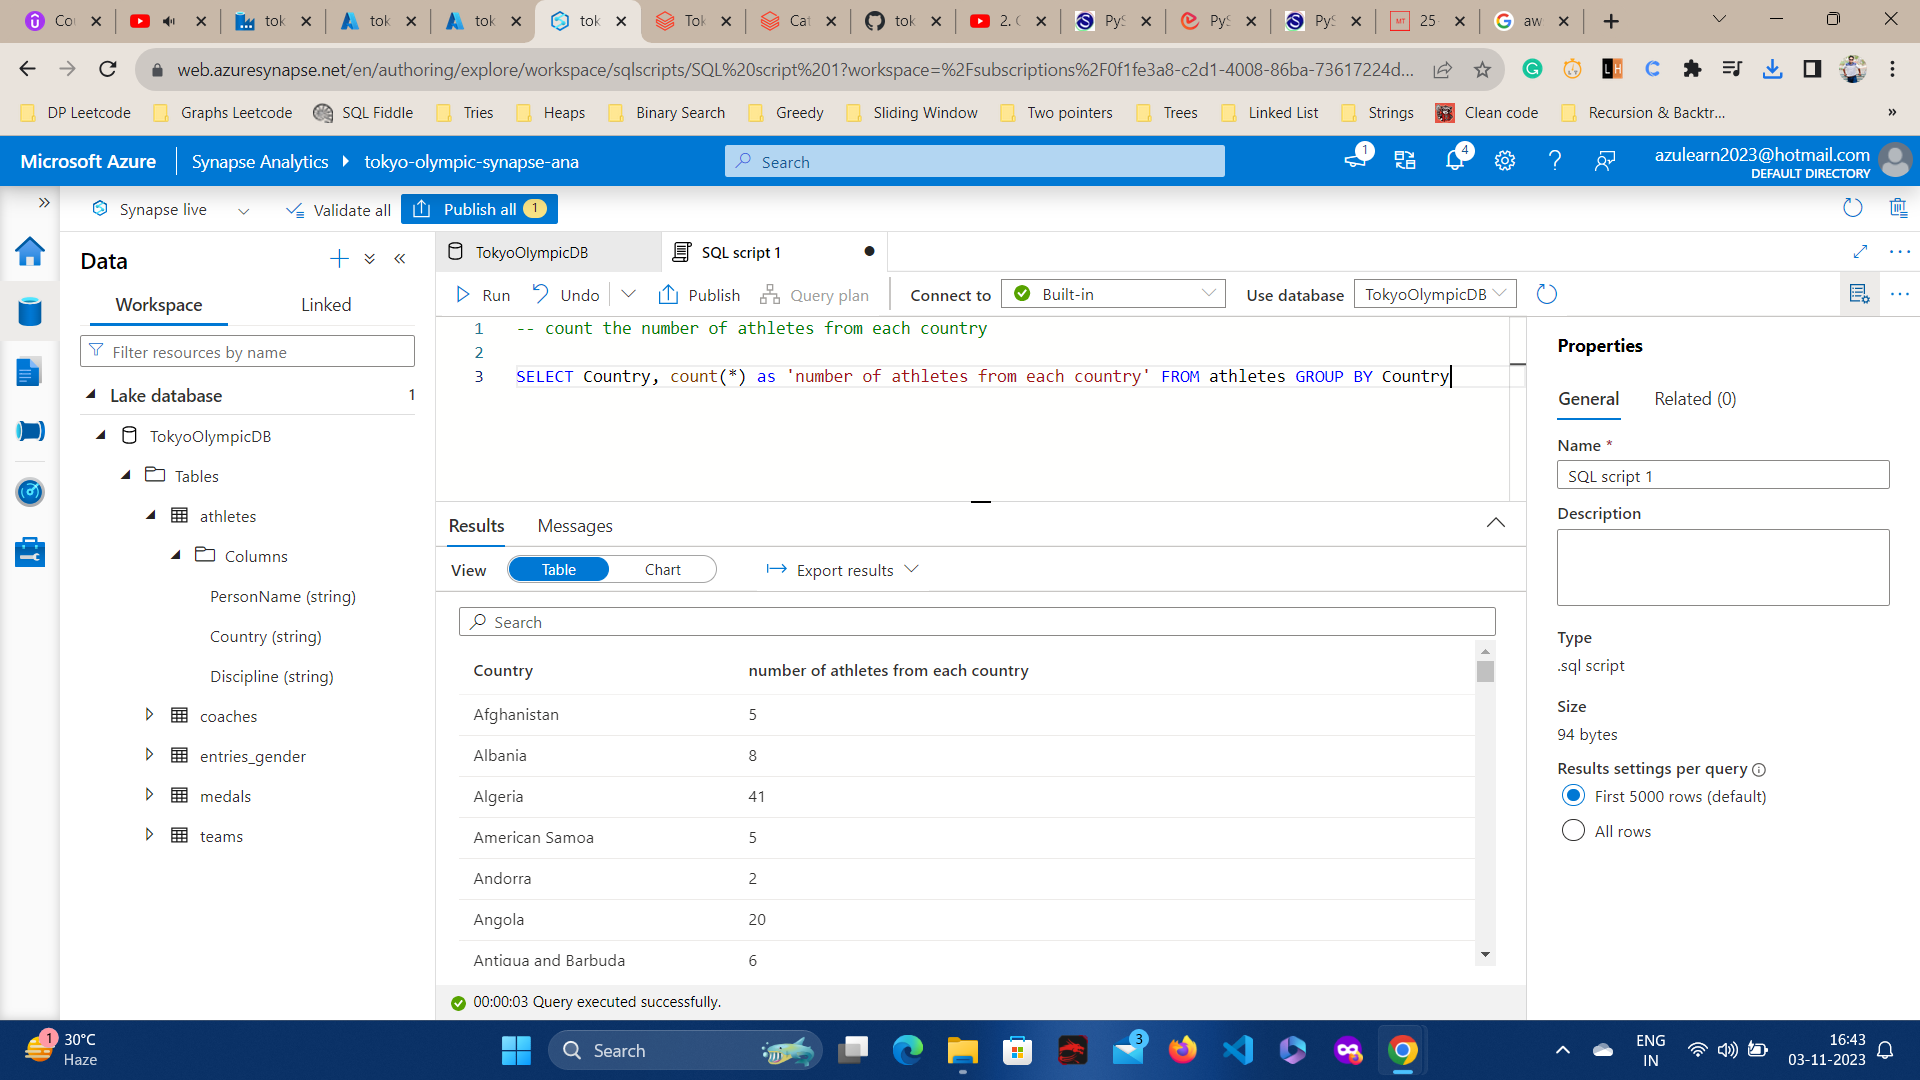 Co
tok
tok
tok
tok
Tok
Cat
tok
2. C
PyS
PyS
PyS
25
aw
web.azuresynapse.net/en/authoring/explore/workspace/sqlscripts/SQL%20script%201?workspace=%2Fsubscriptions%2F0f1fe3a8-c2d1-4008-86ba-73617224d...
DP Leetcode
Graphs Leetcode
SQL Fiddle
Tries
Heaps
Binary Search
Greedy
Sliding Window
Two pointers
Trees
Linked List
Strings
Clean code
Recursion & Backtr...
»
Microsoft Azure
Synapse Analytics
tokyo-olympic-synapse-ana
Search
1
4
azulearn2023@hotmail.com
DEFAULT DIRECTORY
Synapse live
Validate all
Publish all 1
Data
Workspace
Linked
Filter resources by name
Lake database 1
TokyoOlympicDB
Tables
athletes
Columns
PersonName (string)
Country (string)
Discipline (string)
coaches
entries_gender
medals
teams
TokyoOlympicDB
SQL script 1
Run
Undo
Publish
Query plan
Connect to
Built-in
Use database
TokyoOlympicDB
1 -- count the number of athletes from each country
2
3 SELECT Country, count(*) as 'number of athletes from each country' FROM athletes GROUP BY Country
Results
Messages
View
Table
Chart
Export results
Search
Country number of athletes from each country
Afghanistan 5
Albania 8
Algeria 41
American Samoa 5
Andorra 2
Angola 20
Antigua and Barbuda 6
00:00:03 Query executed successfully.
Properties
General
Related (0)
Name *
SQL script 1
Description
Type
.sql script
Size
94 bytes
Results settings per query
First 5000 rows (default)
All rows
1
30°C
Haze
Search
3
ENG
IN
16:43
03-11-2023